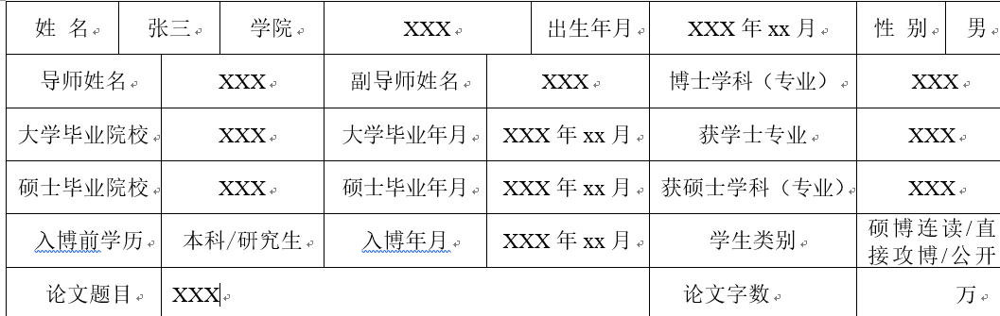 姓 名 张三 学院 XXX 出生年月 XXX 年 xx 月 性 别 男
导师姓名 XXX 副导师姓名 XXX 博士学科（专业） XXX
大学毕业院校 XXX 大学毕业年月 XXX 年 xx 月 获学士专业 XXX
硕士毕业院校 XXX 硕士毕业年月 XXX 年 xx 月 获硕士学科（专业） XXX
入博前学历 本科/研究生 入博年月 XXX 年 xx 月 学生类别 硕博连读/直
接攻博/公开
论文题目 XXX 论文字数 万